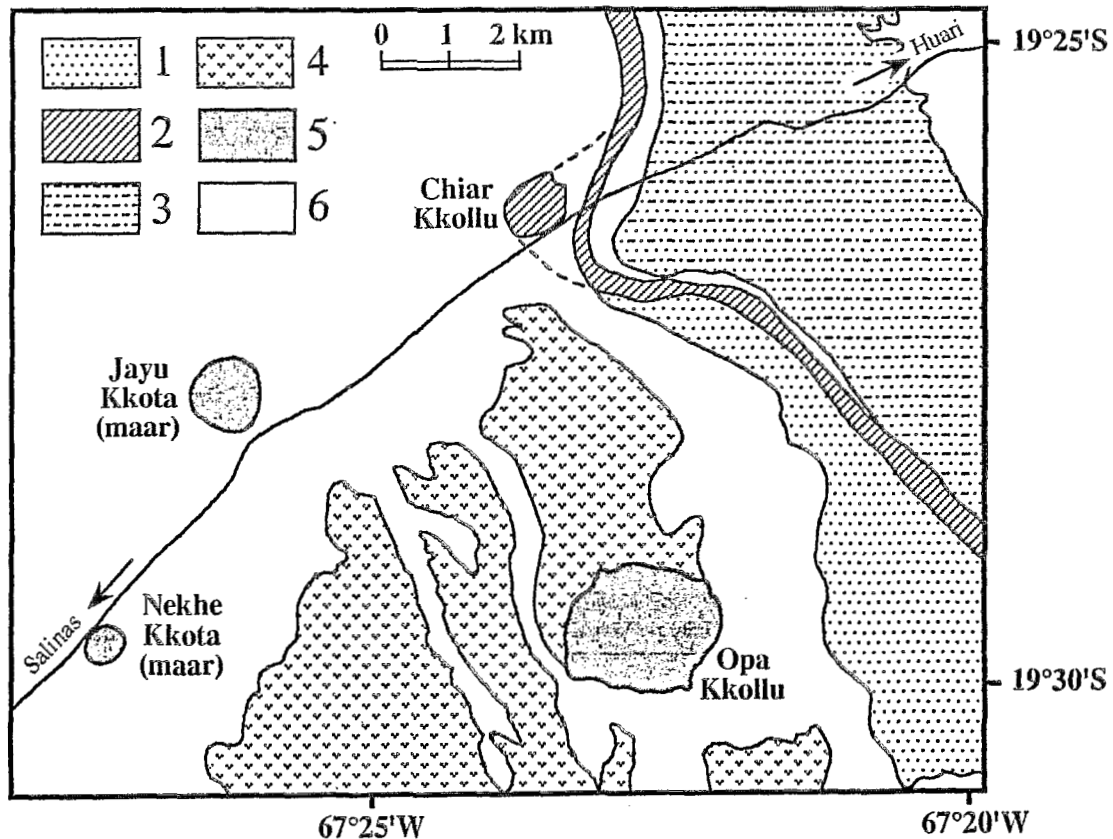 1
2
3
4
5
6
0 1 2 km
Huari
19°25'S
Chiar
Kkollu
Jayu
Kkota
(maar)
Nekhe
Kkota
(maar)
Salinas
Opa
Kkollu
19°30'S
67°25'W
67°20'W